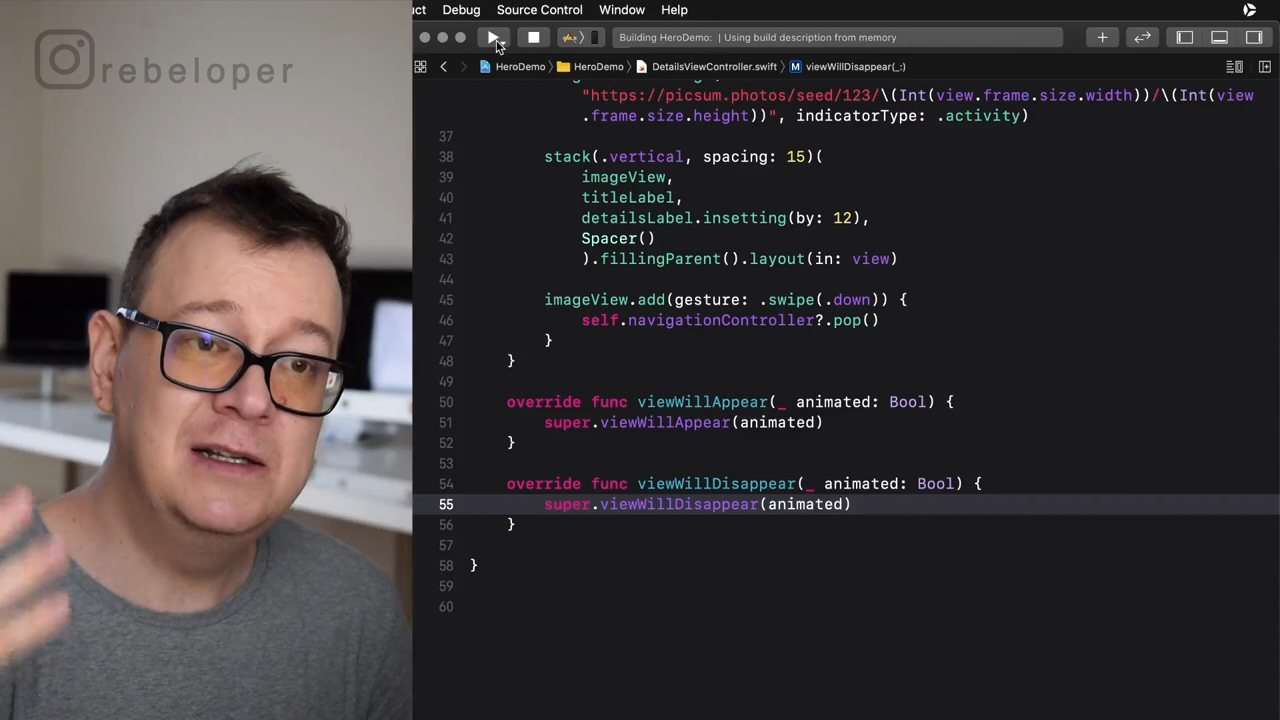 rebeloper
uct Debug Source Control Window Help
Building HeroDemo: | Using build description from memory
HeroDemo HeroDemo DetailsViewController.swift M viewWillDisappear(_:)
"https://picsum.photos/seed/123/\(Int(view.frame.size.width))/\(Int(view
.frame.size.height))", indicatorType: .activity)
37
38 stack(.vertical, spacing: 15)(
39 imageView,
40 titleLabel,
41 detailsLabel.insetting(by: 12),
42 Spacer()
43 ).fillingParent().layout(in: view)
44
45 imageView.add(gesture: .swipe(.down)) {
46 self.navigationController?.pop()
47 }
48 }
49
50 override func viewWillAppear(_ animated: Bool) {
51 super.viewWillAppear(animated)
52 }
53
54 override func viewWillDisappear(_ animated: Bool) {
55 super.viewWillDisappear(animated)
56 }
57
58 }
59
60